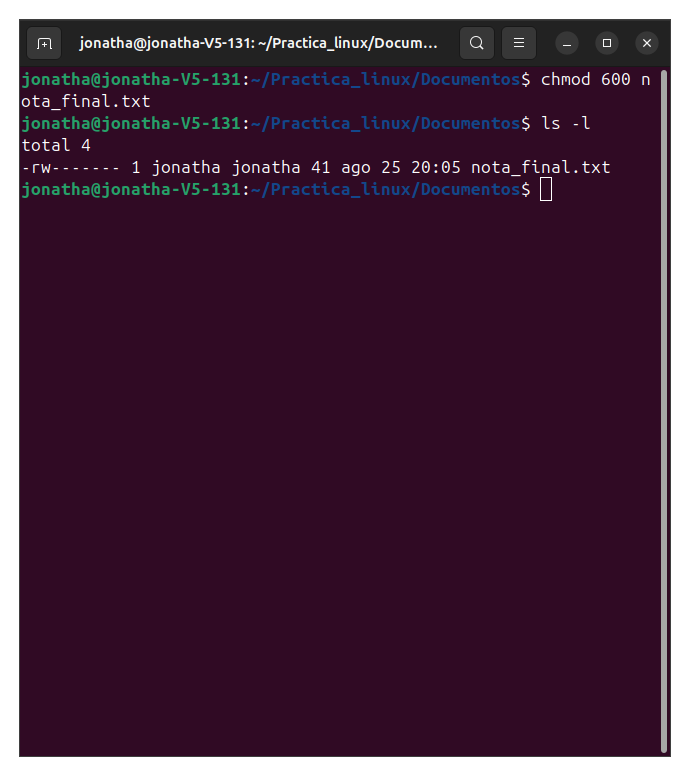 jonatha@jonatha-V5-131: ~/Practica_linux/Docum...
jonatha@jonatha-V5-131:~/Practica_linux/Documentos$ chmod 600 n
ota_final.txt
jonatha@jonatha-V5-131:~/Practica_linux/Documentos$ ls -l
total 4
-rw------- 1 jonatha jonatha 41 ago 25 20:05 nota_final.txt
jonatha@jonatha-V5-131:~/Practica_linux/Documentos$